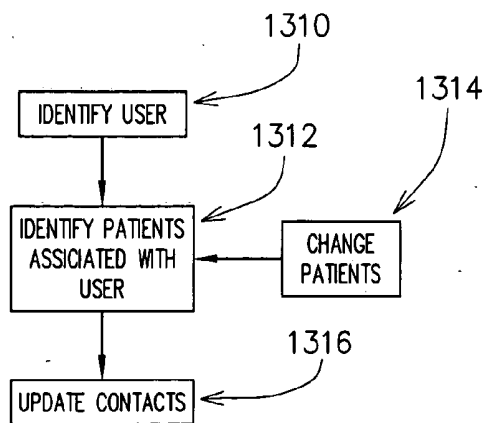 1310
IDENTIFY USER
1314
1312
IDENTIFY PATIENTS
ASSICIATED WITH
USER
CHANGE
PATIENTS
1316
UPDATE CONTACTS